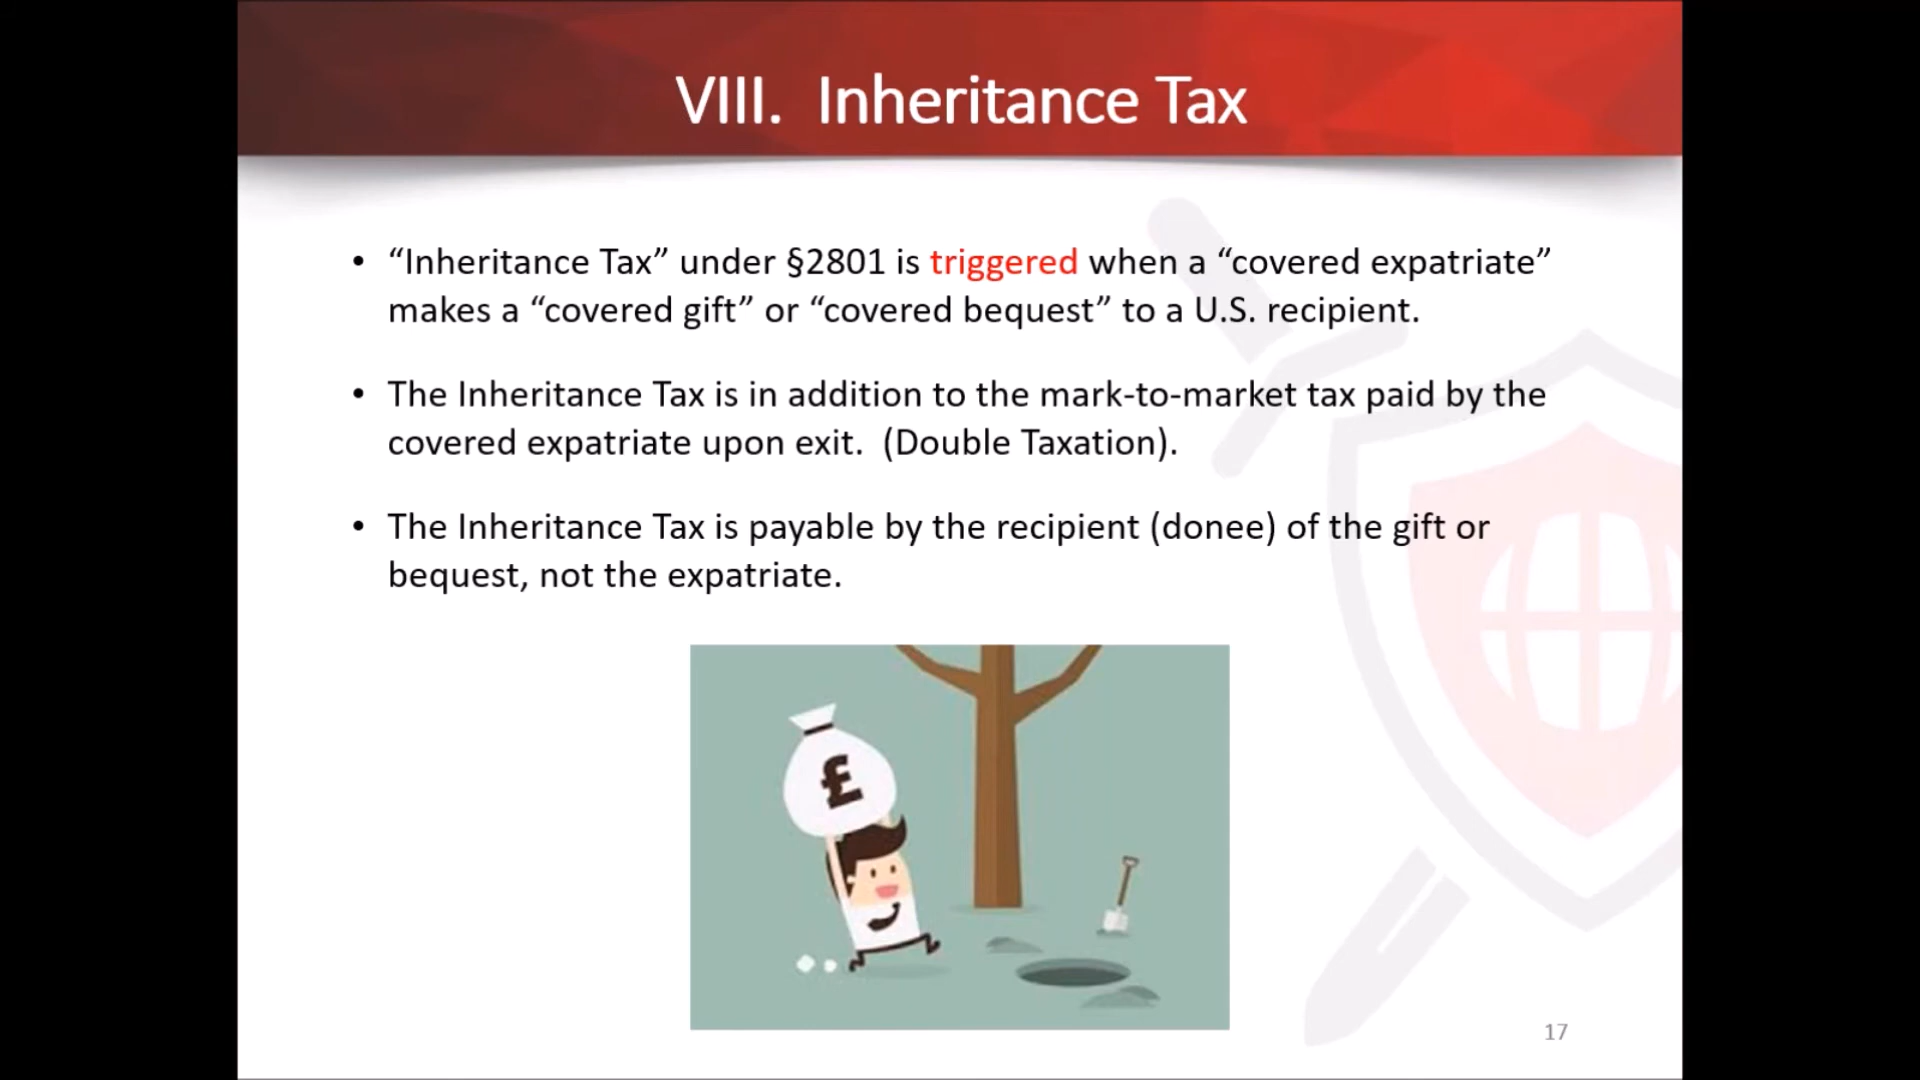 VIII. Inheritance Tax
• “Inheritance Tax” under §2801 is triggered when a “covered expatriate”
makes a “covered gift” or “covered bequest” to a U.S. recipient.
• The Inheritance Tax is in addition to the mark-to-market tax paid by the
covered expatriate upon exit. (Double Taxation).
• The Inheritance Tax is payable by the recipient (donee) of the gift or
bequest, not the expatriate.
£
17